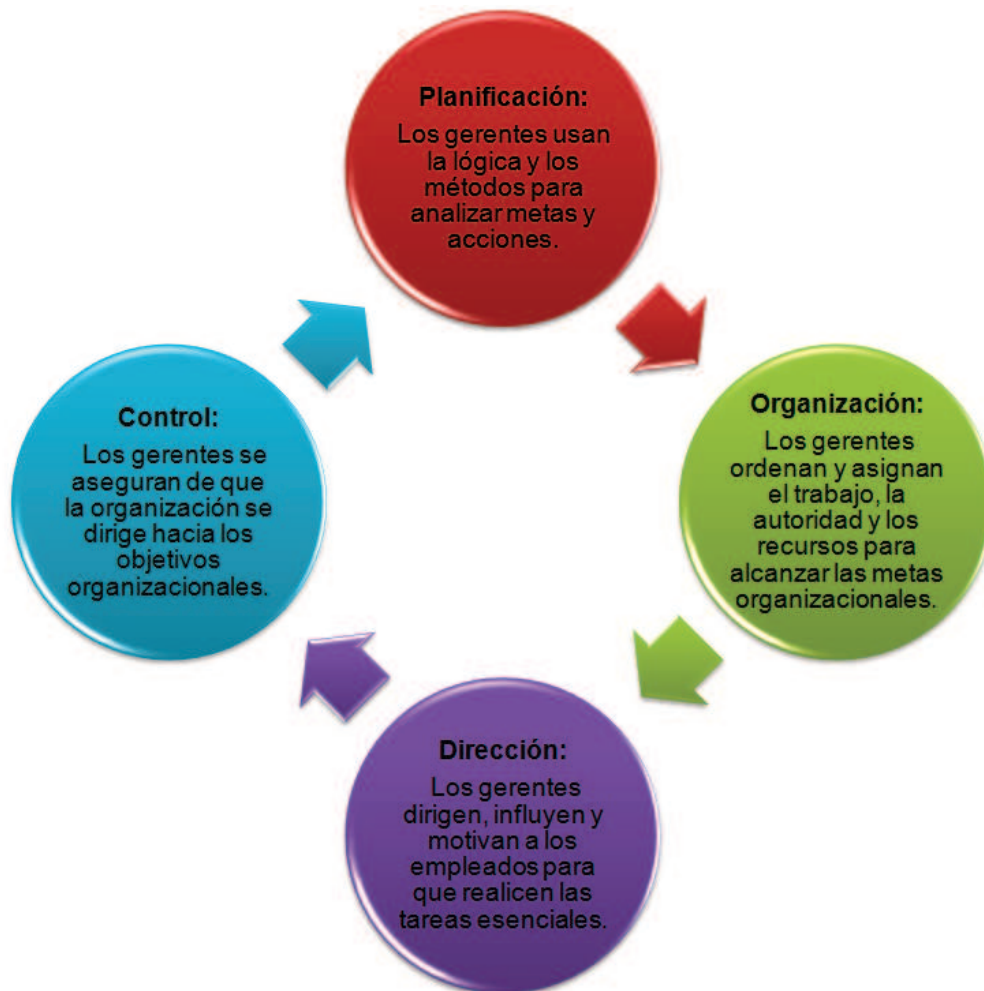 Planificación:
Los gerentes usan
la lógica y los
métodos para
analizar metas y
acciones.
Organización:
Los gerentes
ordenan y asignan
el trabajo, la
autoridad y los
recursos para
alcanzar las metas
organizacionales.
Dirección:
Los gerentes
dirigen, influyen y
motivan a los
empleados para
que realicen las
tareas esenciales.
Control:
Los gerentes se
aseguran de que
la organización se
dirige hacia los
objetivos
organizacionales.